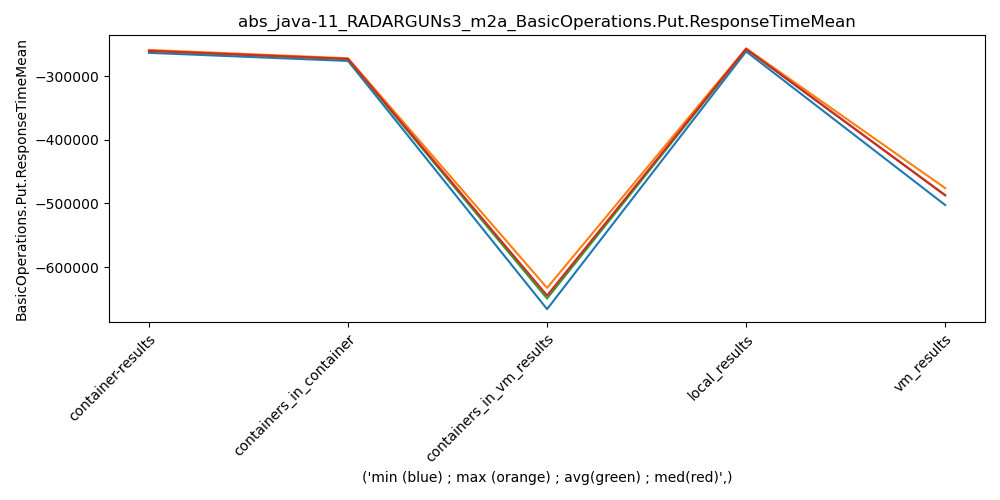 abs_java-11_RADARGUNs3_m2a_BasicOperations.Put.ResponseTimeMean
BasicOperations.Put.ResponseTimeMean
−300000
−400000
−500000
−600000
container-results
containers_in_container
containers_in_vm_results
local_results
vm_results
('min (blue) ; max (orange) ; avg(green) ; med(red)',)